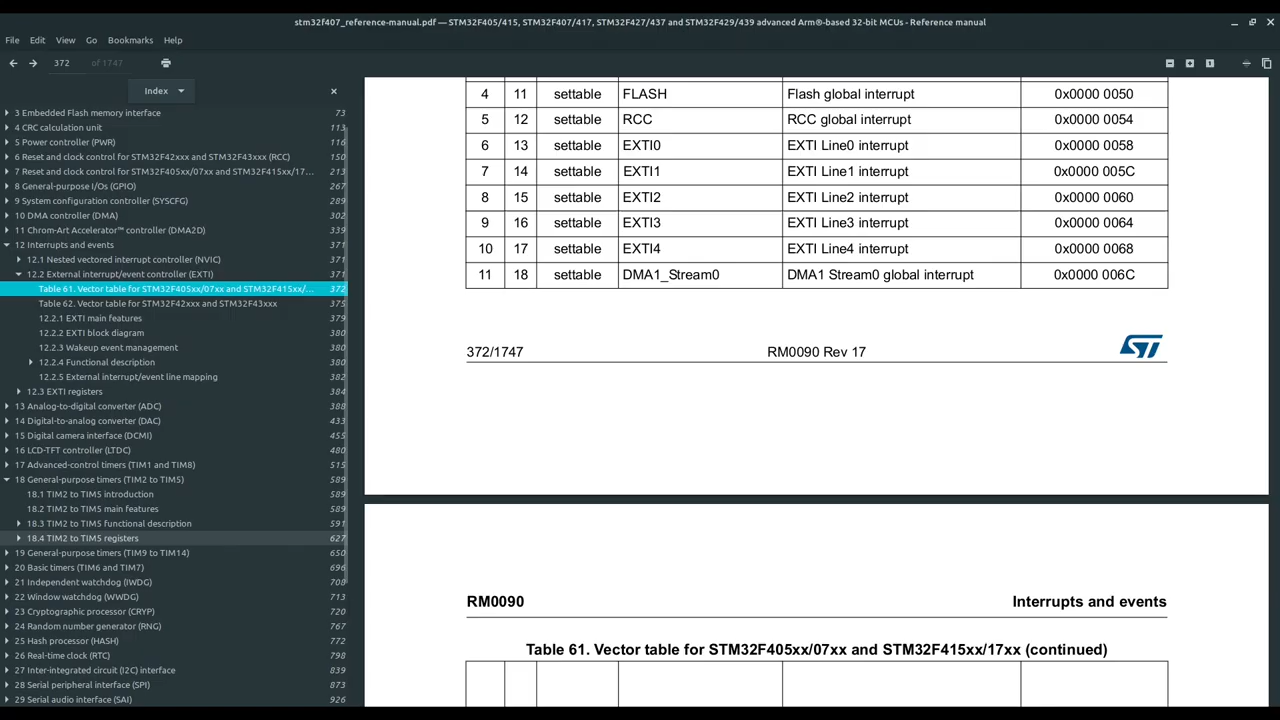 stm32f407_reference-manual.pdf — STM32F405/415, STM32F407/417, STM32F427/437 and STM32F429/439 advanced Arm®-based 32-bit MCUs - Reference manual
File Edit View Go Bookmarks Help
372 of 1747
Index
3 Embedded Flash memory interface 73
4 CRC calculation unit 113
5 Power controller (PWR) 116
6 Reset and clock control for STM32F42xxx and STM32F43xxx (RCC) 150
7 Reset and clock control for STM32F405xx/07xx and STM32F415xx/17... 213
8 General-purpose I/Os (GPIO) 267
9 System configuration controller (SYSCFG) 289
10 DMA controller (DMA) 302
11 Chrom-Art Accelerator™ controller (DMA2D) 339
12 Interrupts and events 371
12.1 Nested vectored interrupt controller (NVIC) 371
12.2 External interrupt/event controller (EXTI) 371
Table 61. Vector table for STM32F405xx/07xx and STM32F415xx/... 372
Table 62. Vector table for STM32F42xxx and STM32F43xxx 375
12.2.1 EXTI main features 379
12.2.2 EXTI block diagram 380
12.2.3 Wakeup event management 380
12.2.4 Functional description 380
12.2.5 External interrupt/event line mapping 382
12.3 EXTI registers 384
13 Analog-to-digital converter (ADC) 388
14 Digital-to-analog converter (DAC) 433
15 Digital camera interface (DCMI) 455
16 LCD-TFT controller (LTDC) 480
17 Advanced-control timers (TIM1 and TIM8) 515
18 General-purpose timers (TIM2 to TIM5) 589
18.1 TIM2 to TIM5 introduction 589
18.2 TIM2 to TIM5 main features 589
18.3 TIM2 to TIM5 functional description 591
18.4 TIM2 to TIM5 registers 627
19 General-purpose timers (TIM9 to TIM14) 650
20 Basic timers (TIM6 and TIM7) 696
21 Independent watchdog (IWDG) 708
22 Window watchdog (WWDG) 713
23 Cryptographic processor (CRYP) 720
24 Random number generator (RNG) 767
25 Hash processor (HASH) 772
26 Real-time clock (RTC) 798
27 Inter-integrated circuit (I2C) interface 839
28 Serial peripheral interface (SPI) 873
29 Serial audio interface (SAI) 926
4 11 settable FLASH Flash global interrupt 0x0000 0050
5 12 settable RCC RCC global interrupt 0x0000 0054
6 13 settable EXTI0 EXTI Line0 interrupt 0x0000 0058
7 14 settable EXTI1 EXTI Line1 interrupt 0x0000 005C
8 15 settable EXTI2 EXTI Line2 interrupt 0x0000 0060
9 16 settable EXTI3 EXTI Line3 interrupt 0x0000 0064
10 17 settable EXTI4 EXTI Line4 interrupt 0x0000 0068
11 18 settable DMA1_Stream0 DMA1 Stream0 global interrupt 0x0000 006C
372/1747 RM0090 Rev 17 ST
RM0090 Interrupts and events
Table 61. Vector table for STM32F405xx/07xx and STM32F415xx/17xx (continued)